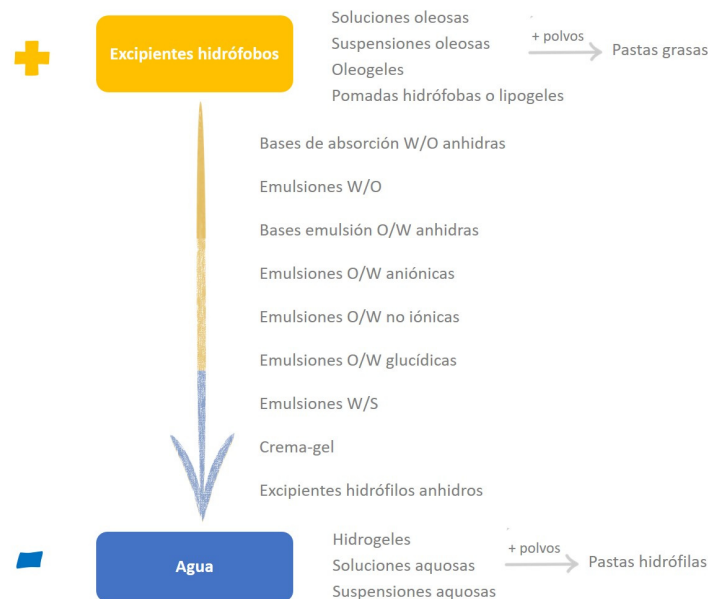 Soluciones oleosas
Suspensiones oleosas
Oleogeles
Pomadas hidrófobas o lipogeles
Excipientes hidrófobos
+ polvos
Pastas grasas
Bases de absorción W/O anhidras
Emulsiones W/O
Bases emulsión O/W anhidras
Emulsiones O/W aniónicas
Emulsiones O/W no iónicas
Emulsiones O/W glucídicas
Emulsiones W/S
Crema-gel
Excipientes hidrófilos anhidros
Agua
Hidrogeles
Soluciones aquosas
Suspensiones aquosas
+ polvos
Pastas hidrófilas